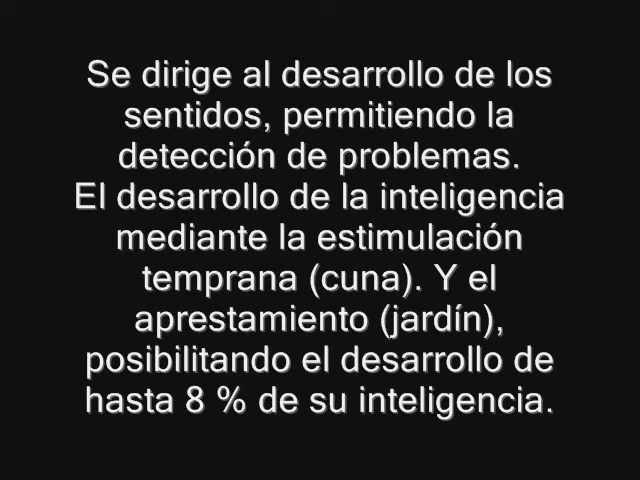 Se dirige al desarrollo de los
sentidos, permitiendo la
detección de problemas.
El desarrollo de la inteligencia
mediante la estimulación
temprana (cuna). Y el
aprestamiento (jardín),
posibilitando el desarrollo de
hasta 8 % de su inteligencia.